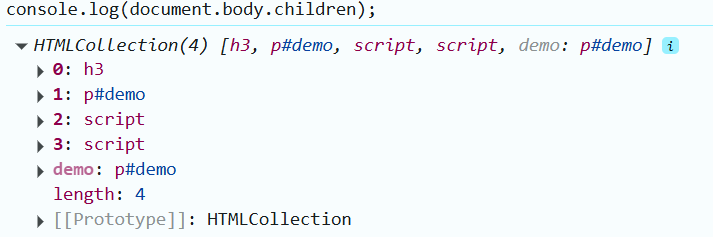 console.log(document.body.children);
HTMLCollection(4) [h3, p#demo, script, script, demo: p#demo] i
0: h3
1: p#demo
2: script
3: script
demo: p#demo
length: 4
[[Prototype]]: HTMLCollection